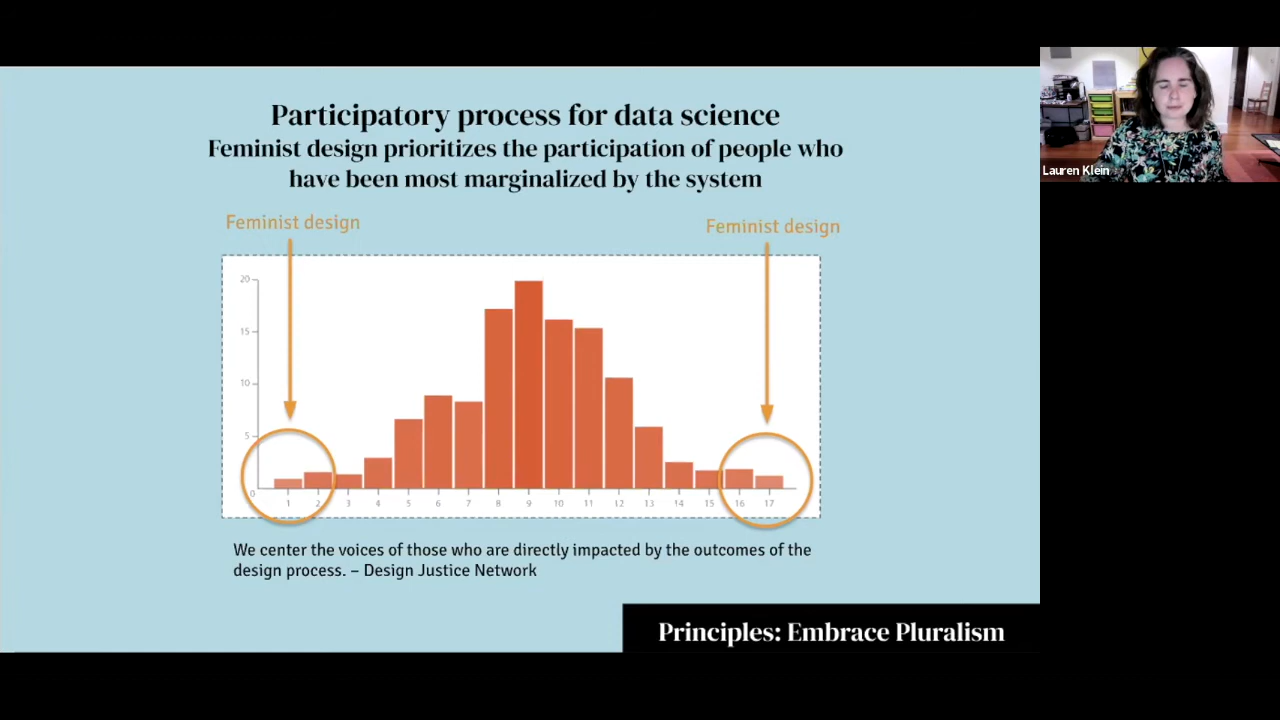 Participatory process for data science
Feminist design prioritizes the participation of people who
have been most marginalized by the system
Feminist design
Feminist design
20
15
10
5
0
1 2 3 4 5 6 7 8 9 10 11 12 13 14 15 16 17
We center the voices of those who are directly impacted by the outcomes of the
design process. – Design Justice Network
Principles: Embrace Pluralism
Lauren Klein